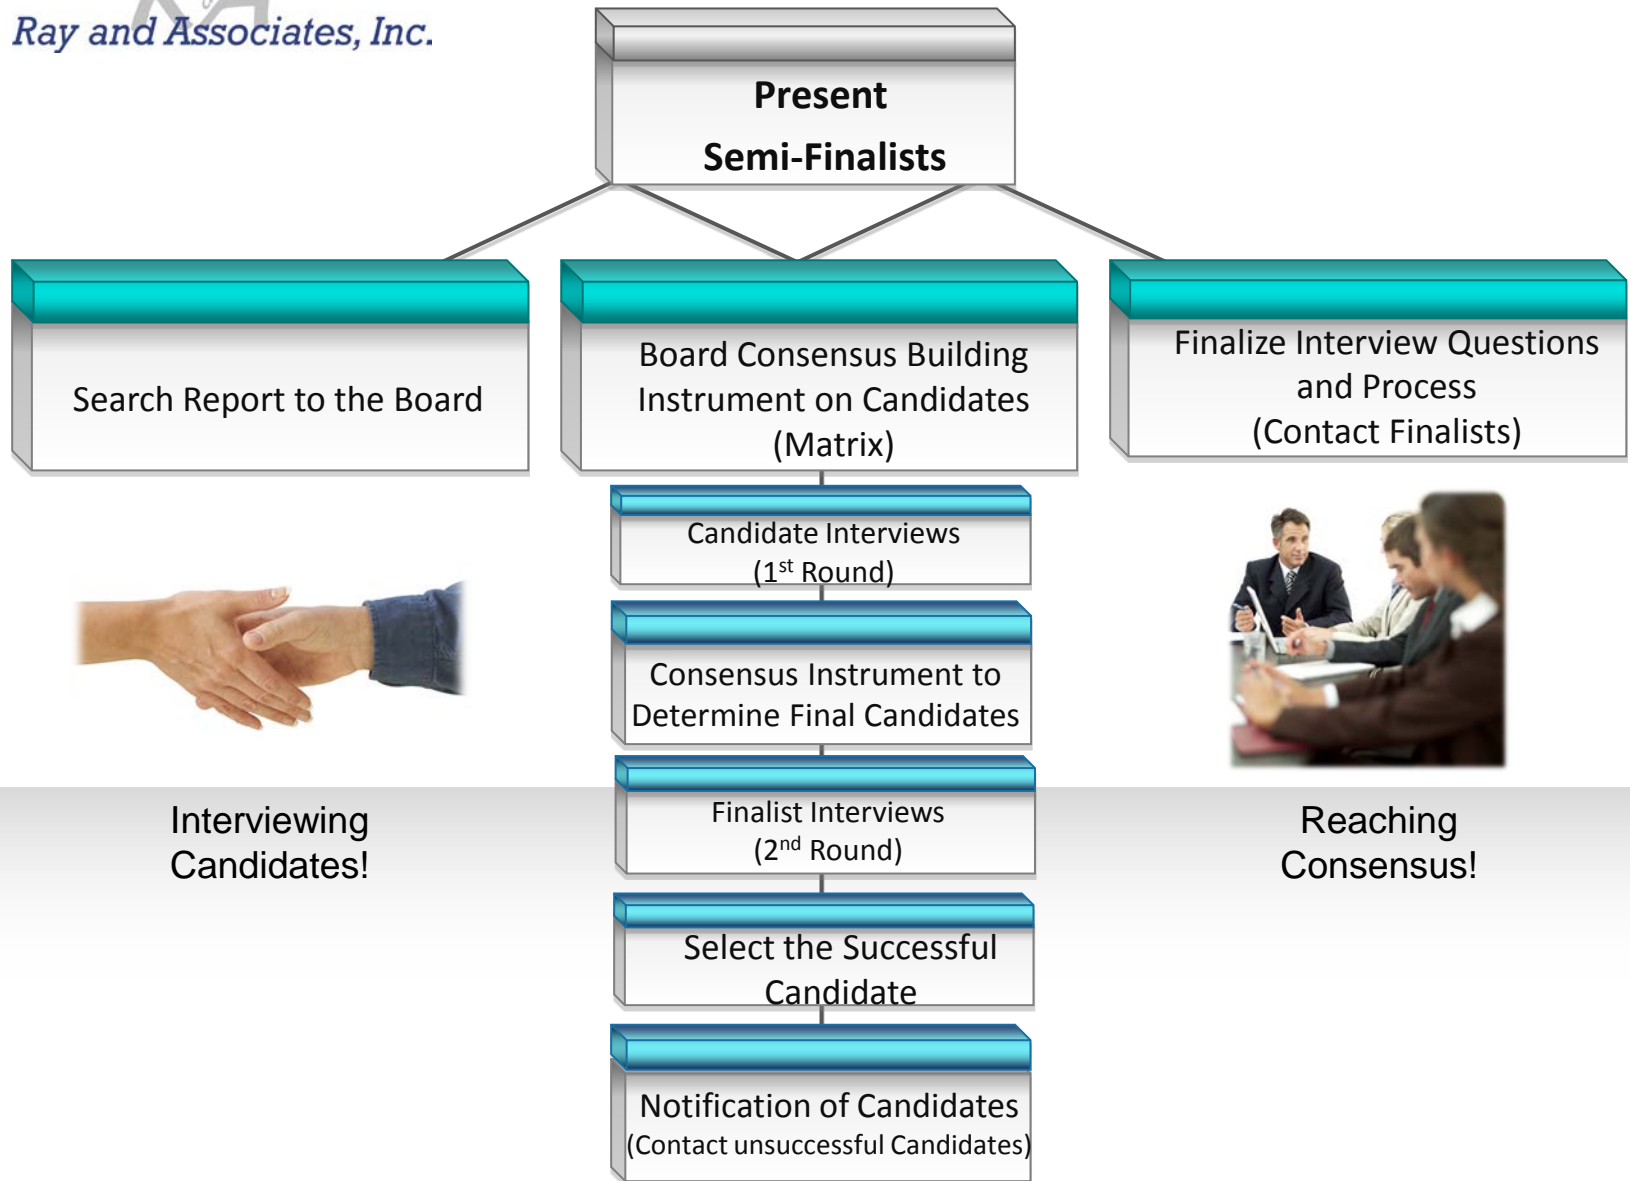 Ray and Associates, Inc.
Present
Semi-Finalists
Search Report to the Board
Board Consensus Building
Instrument on Candidates
(Matrix)
Finalize Interview Questions
and Process
(Contact Finalists)
Candidate Interviews
(1st Round)
Consensus Instrument to
Determine Final Candidates
Finalist Interviews
(2nd Round)
Select the Successful
Candidate
Notification of Candidates
(Contact unsuccessful Candidates)
Interviewing
Candidates!
Reaching
Consensus!